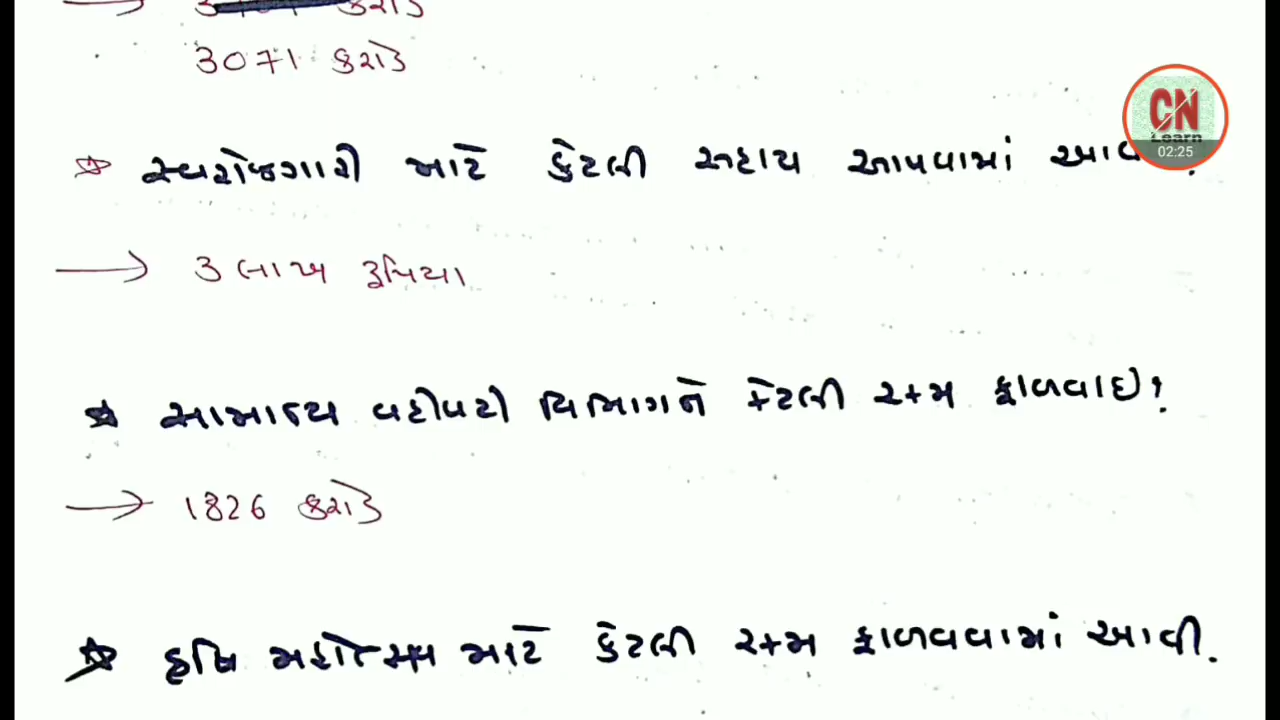 કરોડ
3071 કરોડ
CN
Learn
02:25
સ્વરોજગારી માટે કેટલી સહાય આપવામાં
→ 3 લાખ રૂપિયા
સામાન્ય વહીવટી વિભાગને કેટલી રકમ ફાળવાઇ?
→ 1826 કરોડ
કૃષિ મહોત્સવ માટે કેટલી રકમ ફાળવવામાં આવી.